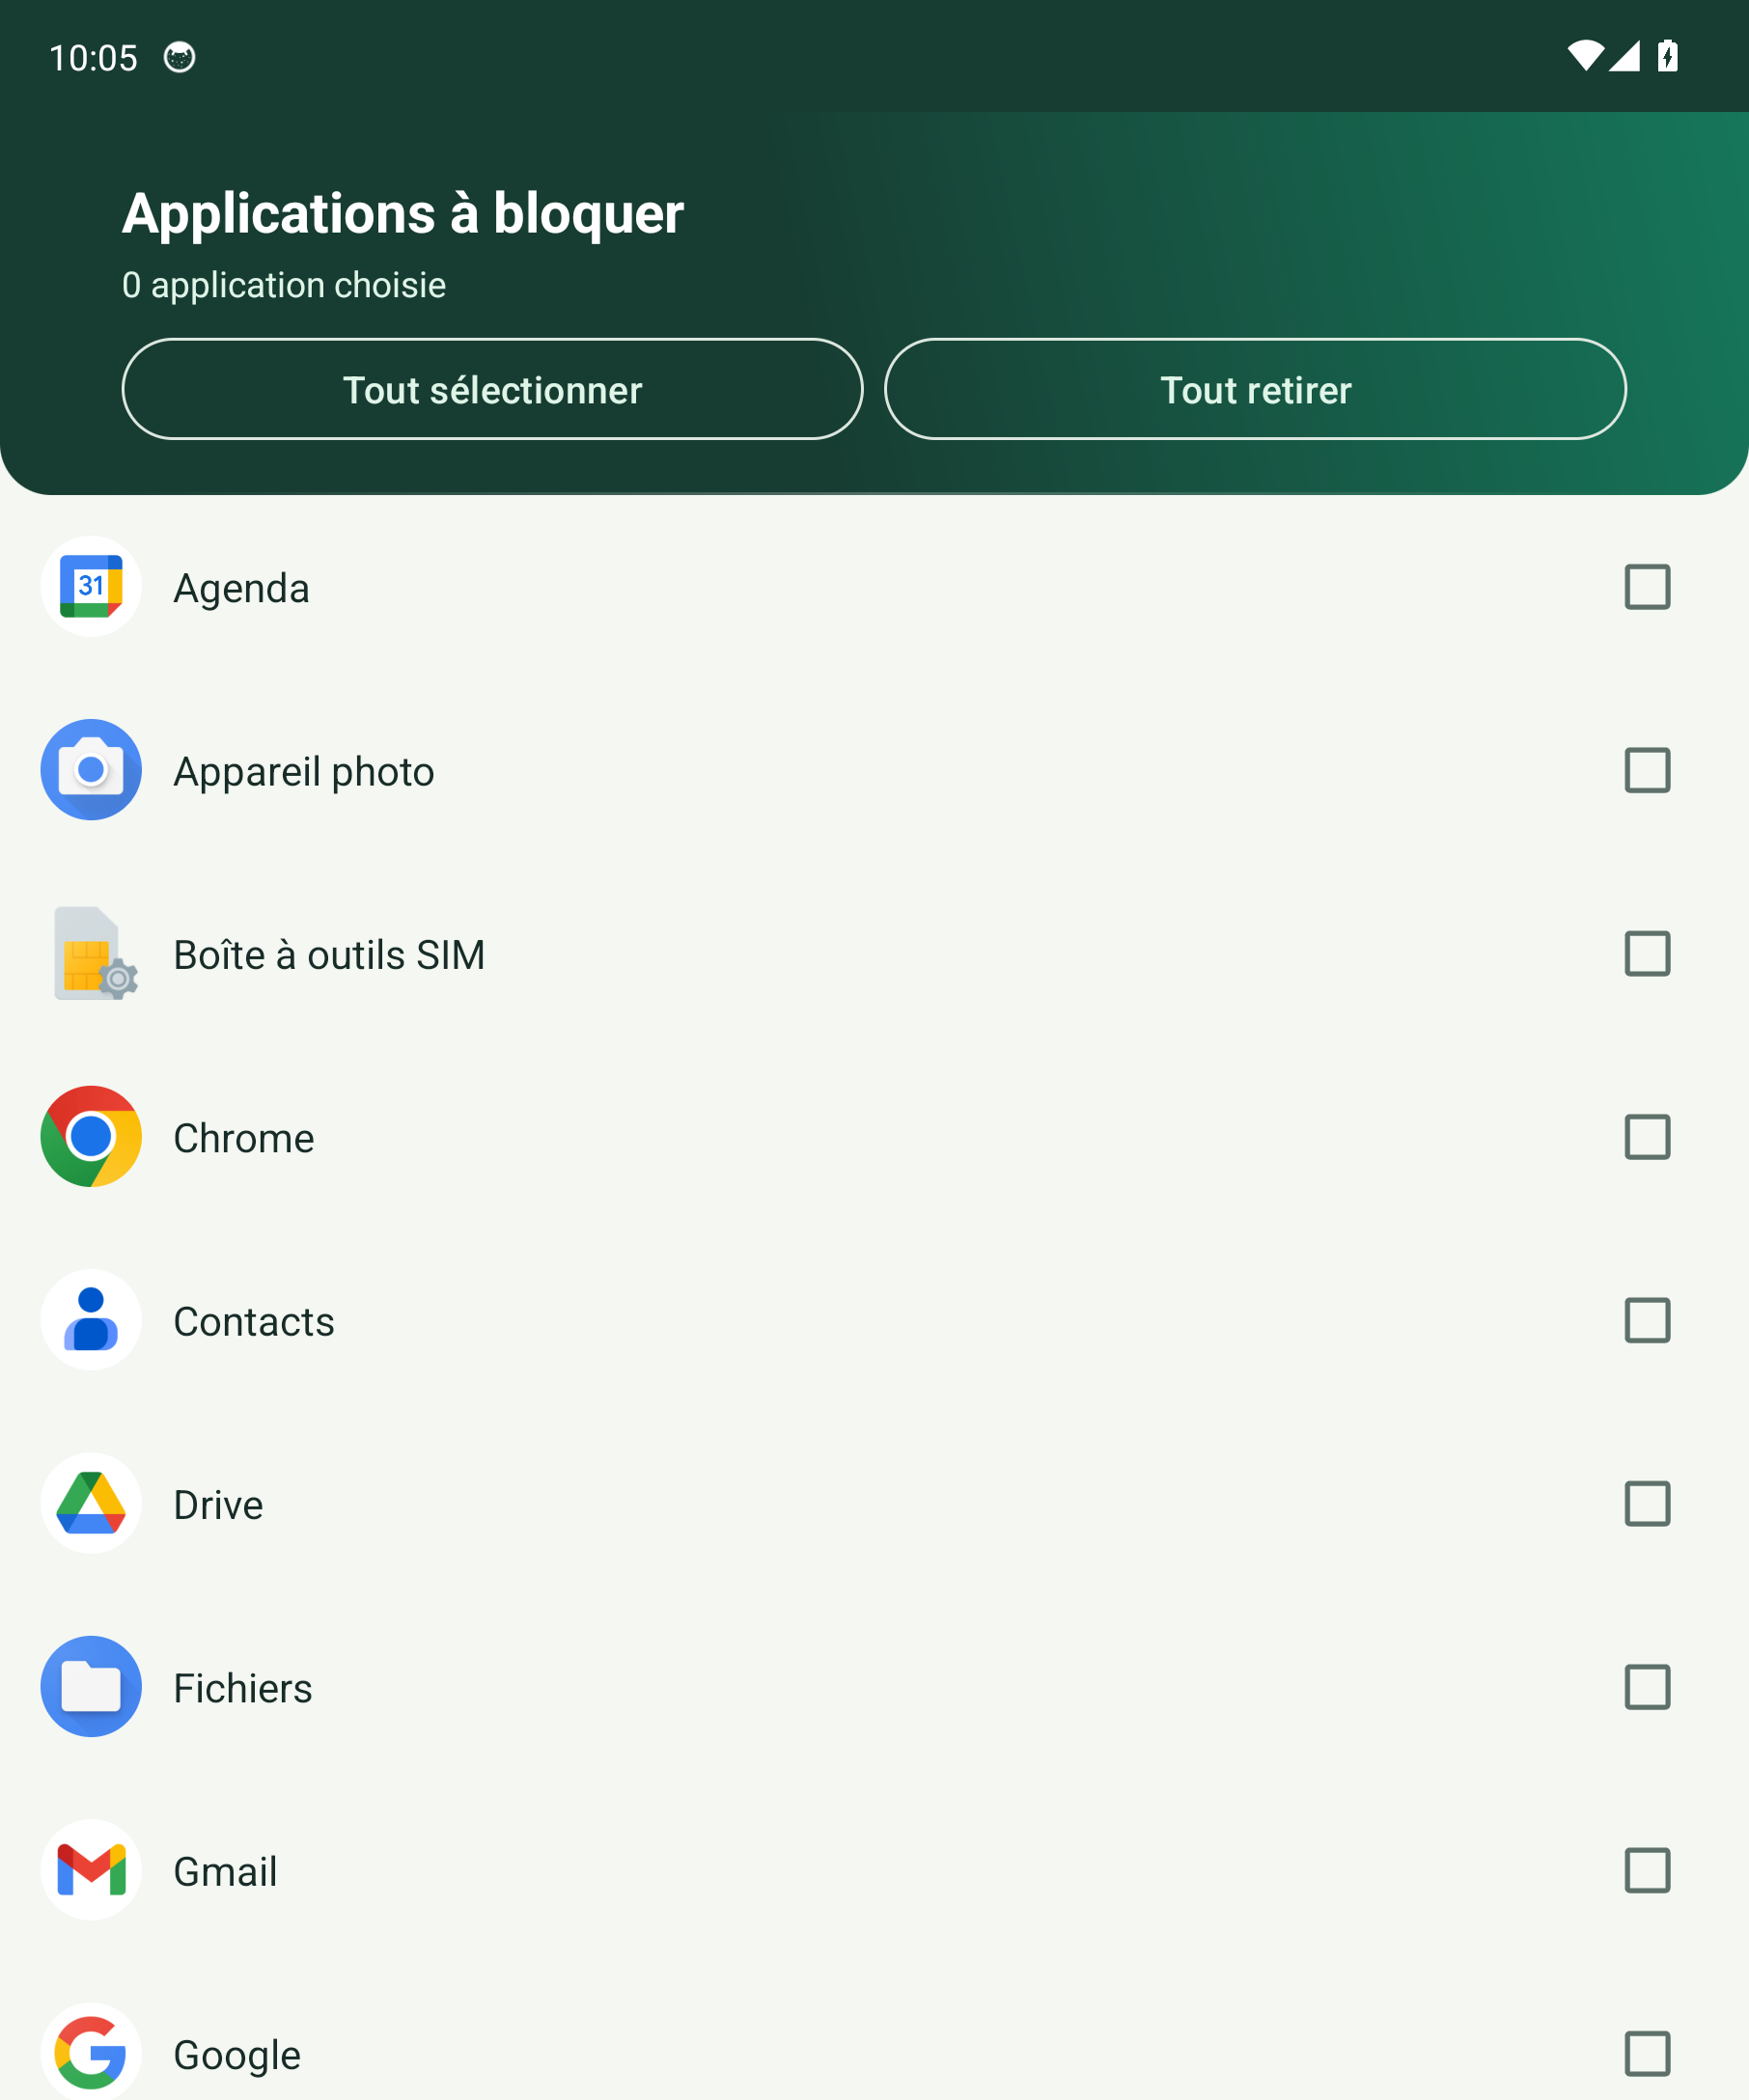 10:05
Applications à bloquer
0 application choisie
Tout sélectionner
Tout retirer
31
Agenda
Appareil photo
Boîte à outils SIM
Chrome
Contacts
Drive
Fichiers
Gmail
Google